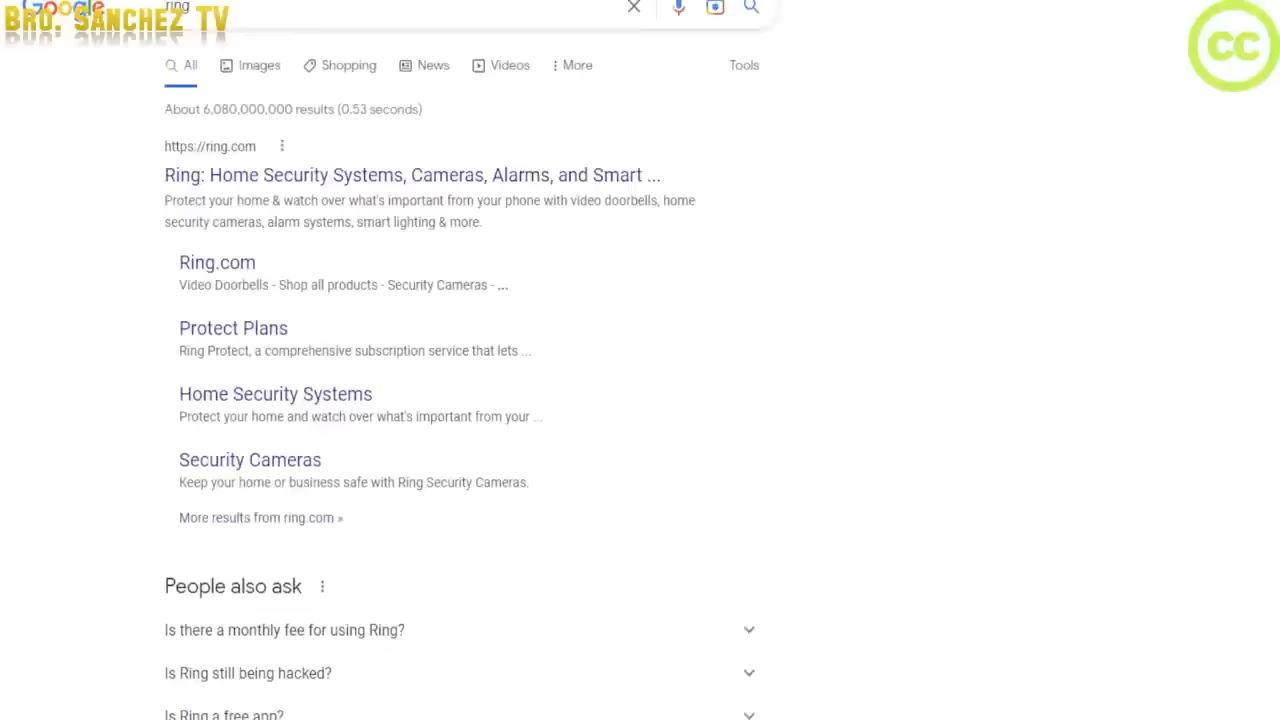 BRO. SANCHEZ TV
Google
ring
CC
All
Images
Shopping
News
Videos
More
Tools
About 6,080,000,000 results (0.53 seconds)
https://ring.com
Ring: Home Security Systems, Cameras, Alarms, and Smart ...
Protect your home & watch over what's important from your phone with video doorbells, home
security cameras, alarm systems, smart lighting & more.
Ring.com
Video Doorbells - Shop all products - Security Cameras - ...
Protect Plans
Ring Protect, a comprehensive subscription service that lets ...
Home Security Systems
Protect your home and watch over what's important from your ...
Security Cameras
Keep your home or business safe with Ring Security Cameras.
More results from ring.com »
People also ask
Is there a monthly fee for using Ring?
Is Ring still being hacked?
Is Ring a free app?